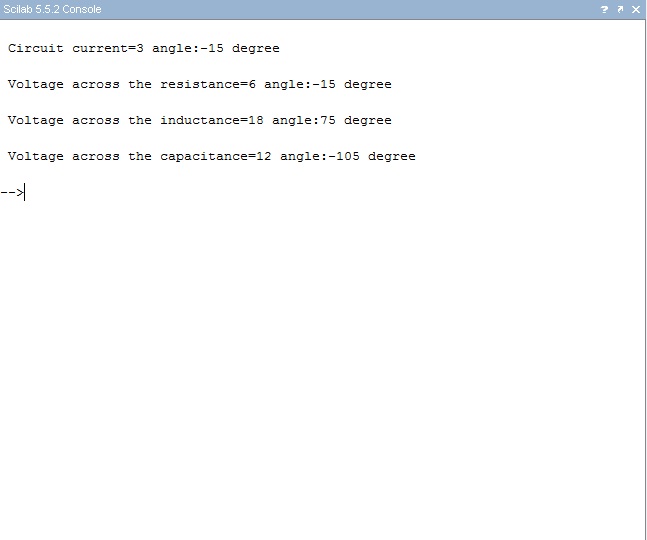 Scilab 5.5.2 Console
Circuit current=3 angle:-15 degree
Voltage across the resistance=6 angle:-15 degree
Voltage across the inductance=18 angle:75 degree
Voltage across the capacitance=12 angle:-105 degree
-->